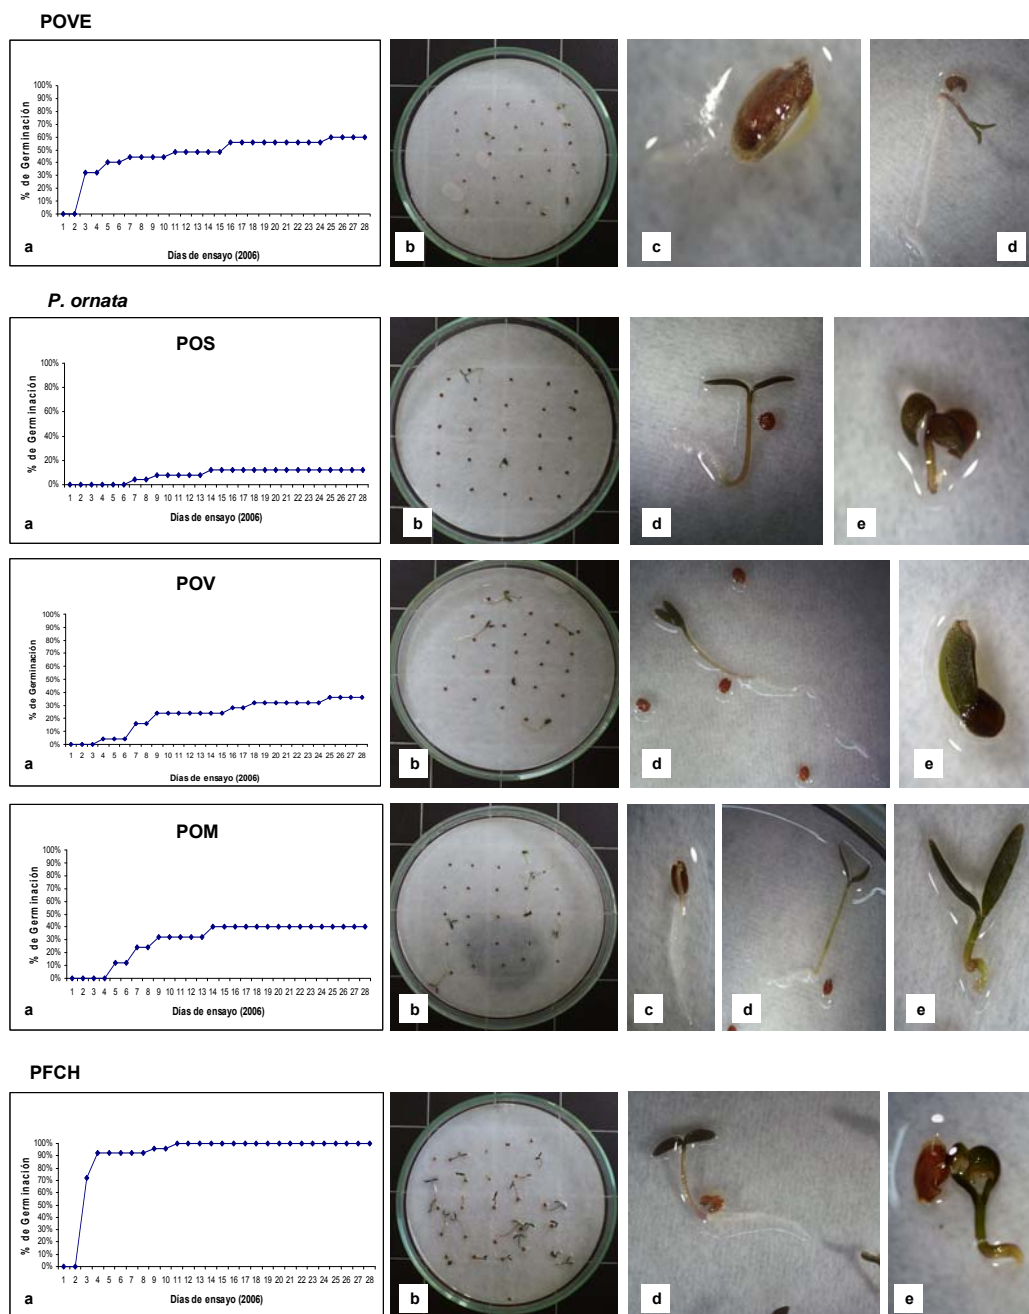 POVE
% de Germinación
100%
90%
80%
70%
60%
50%
40%
30%
20%
10%
0%
1 2 3 4 5 6 7 8 9 10 11 12 13 14 15 16 17 18 19 20 21 22 23 24 25 26 27 28
Días de ensayo (2006)
a
b
c
d
P. ornata
POS
% de Germinación
100%
80%
60%
40%
20%
0%
1 2 3 4 5 6 7 8 9 10 11 12 13 14 15 16 17 18 19 20 21 22 23 24 25 26 27 28
Días de ensayo (2006)
a
b
d
e
POV
% de Germinación
100%
90%
80%
70%
60%
50%
40%
30%
20%
10%
0%
1 2 3 4 5 6 7 8 9 10 11 12 13 14 15 16 17 18 19 20 21 22 23 24 25 26 27 28
Días de ensayo (2006)
a
b
d
e
POM
% de Germinación
100%
90%
80%
70%
60%
50%
40%
30%
20%
10%
0%
1 2 3 4 5 6 7 8 9 10 11 12 13 14 15 16 17 18 19 20 21 22 23 24 25 26 27 28
Días de ensayo (2006)
a
b
c
d
e
PFCH
% de Germinación
100%
90%
80%
70%
60%
50%
40%
30%
20%
10%
0%
1 2 3 4 5 6 7 8 9 10 11 12 13 14 15 16 17 18 19 20 21 22 23 24 25 26 27 28
Días de ensayo (2006)
a
b
d
e